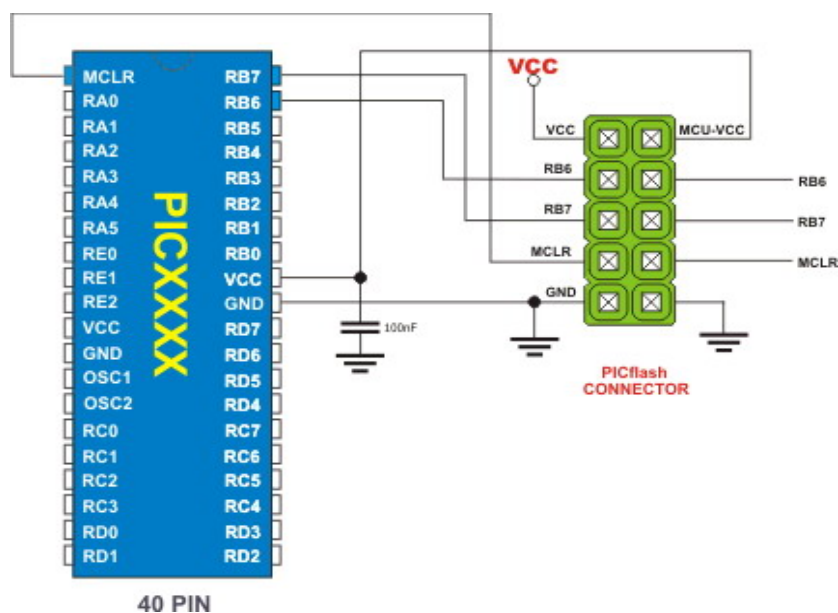 MCLR
RA0
RA1
RA2
RA3
RA4
RA5
RE0
RE1
RE2
VCC
GND
OSC1
OSC2
RC0
RC1
RC2
RC3
RD0
RD1
PICXXXX
RB7
RB6
RB5
RB4
RB3
RB2
RB1
RB0
VCC
GND
RD7
RD6
RD5
RD4
RC7
RC6
RC5
RC4
RD3
RD2
40 PIN
100nF
VCC
VCC
RB6
RB7
MCLR
GND
MCU-VCC
RB6
RB7
MCLR
PICflash
CONNECTOR